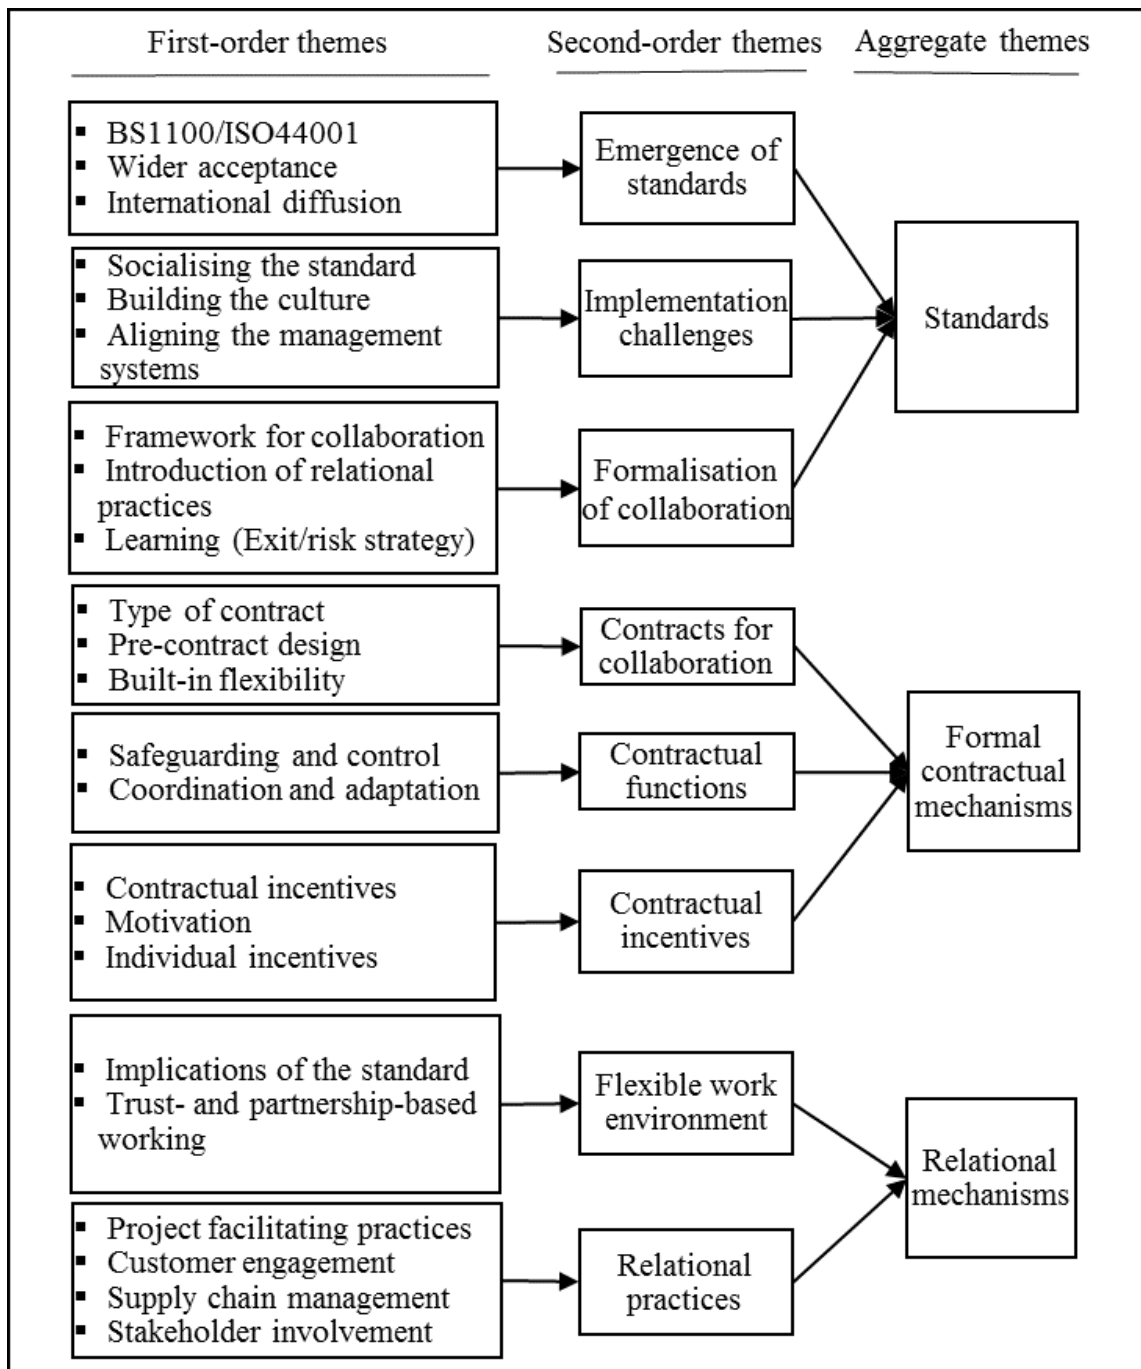 First-order themes
Second-order themes
Aggregate themes
▪ BS1100/ISO44001
▪ Wider acceptance
▪ International diffusion
Emergence of
standards
▪ Socialising the standard
▪ Building the culture
▪ Aligning the management
systems
Implementation
challenges
▪ Framework for collaboration
▪ Introduction of relational
practices
▪ Learning (Exit/risk strategy)
Formalisation
of collaboration
Standards
▪ Type of contract
▪ Pre-contract design
▪ Built-in flexibility
Contracts for
collaboration
▪ Safeguarding and control
▪ Coordination and adaptation
Contractual
functions
▪ Contractual incentives
▪ Motivation
▪ Individual incentives
Contractual
incentives
Formal
contractual
mechanisms
▪ Implications of the standard
▪ Trust- and partnership-based
working
Flexible work
environment
▪ Project facilitating practices
▪ Customer engagement
▪ Supply chain management
▪ Stakeholder involvement
Relational
practices
Relational
mechanisms